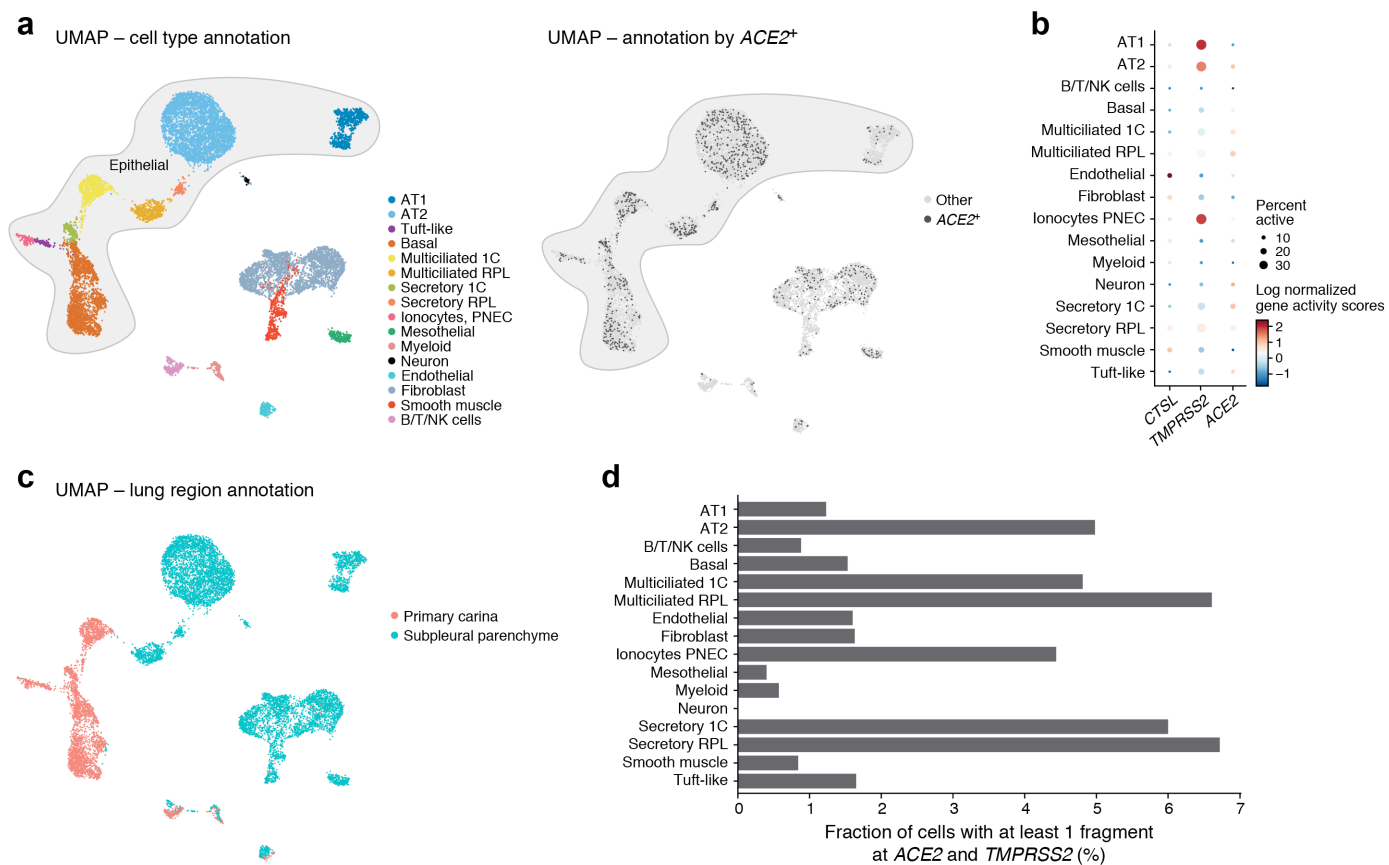 a
UMAP – cell type annotation
Epithelial
AT1
AT2
Tuft-like
Basal
Multiciliated 1C
Multiciliated RPL
Secretory 1C
Secretory RPL
Ionocytes, PNEC
Mesothelial
Myeloid
Neuron
Endothelial
Fibroblast
Smooth muscle
B/T/NK cells
UMAP – annotation by ACE2+
Other
ACE2+
b
AT1
AT2
B/T/NK cells
Basal
Multiciliated 1C
Multiciliated RPL
Endothelial
Fibroblast
Ionocytes PNEC
Mesothelial
Myeloid
Neuron
Secretory 1C
Secretory RPL
Smooth muscle
Tuft-like
CTSL
TMPRSS2
ACE2
Percent
active
10
20
30
Log normalized
gene activity scores
2
1
0
−1
c
UMAP – lung region annotation
Primary carina
Subpleural parenchyme
d
AT1
AT2
B/T/NK cells
Basal
Multiciliated 1C
Multiciliated RPL
Endothelial
Fibroblast
Ionocytes PNEC
Mesothelial
Myeloid
Neuron
Secretory 1C
Secretory RPL
Smooth muscle
Tuft-like
0 1 2 3 4 5 6 7
Fraction of cells with at least 1 fragment
at ACE2 and TMPRSS2 (%)